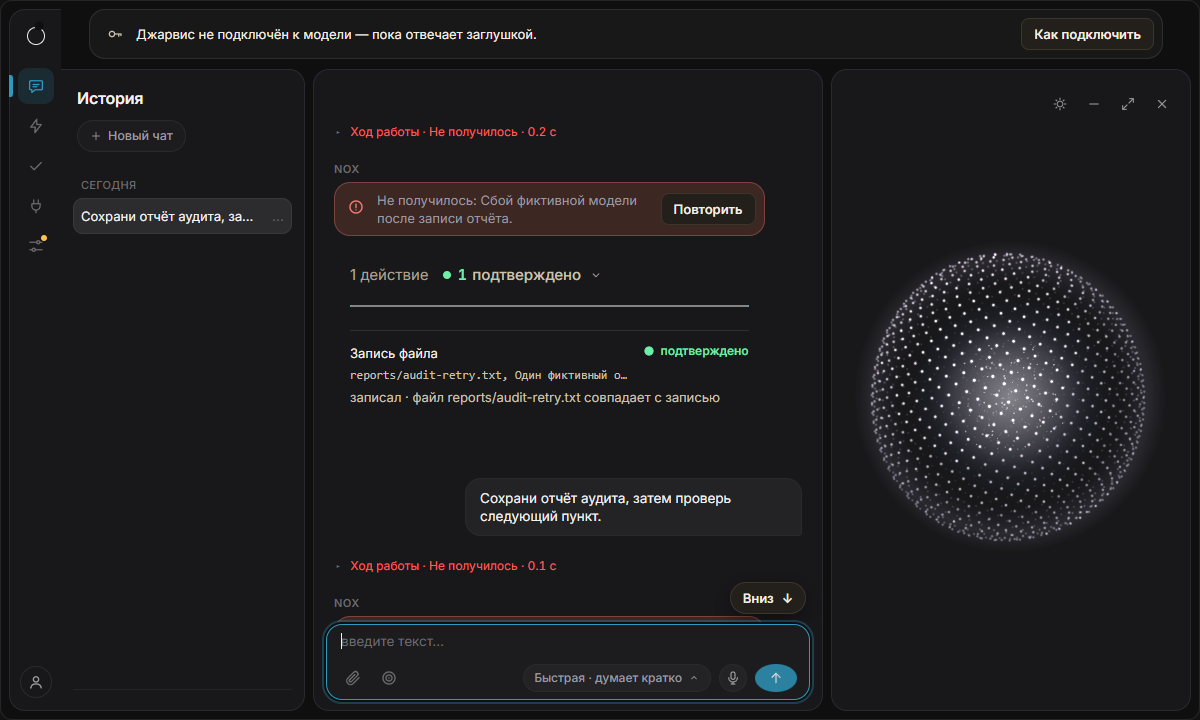 Джарвис не подключён к модели — пока отвечает заглушкой.
Как подключить
История
+ Новый чат
СЕГОДНЯ
Сохрани отчёт аудита, за... ...
Ход работы · Не получилось · 0.2 с
NOX
Не получилось: Сбой фиктивной модели
после записи отчёта.
Повторить
1 действие 1 подтверждено
Запись файла
подтверждено
reports/audit-retry.txt, Один фиктивный о…
записал · файл reports/audit-retry.txt совпадает с записью
Сохрани отчёт аудита, затем проверь
следующий пункт.
Ход работы · Не получилось · 0.1 с
NOX
Вниз ↓
введите текст...
Быстрая · думает кратко